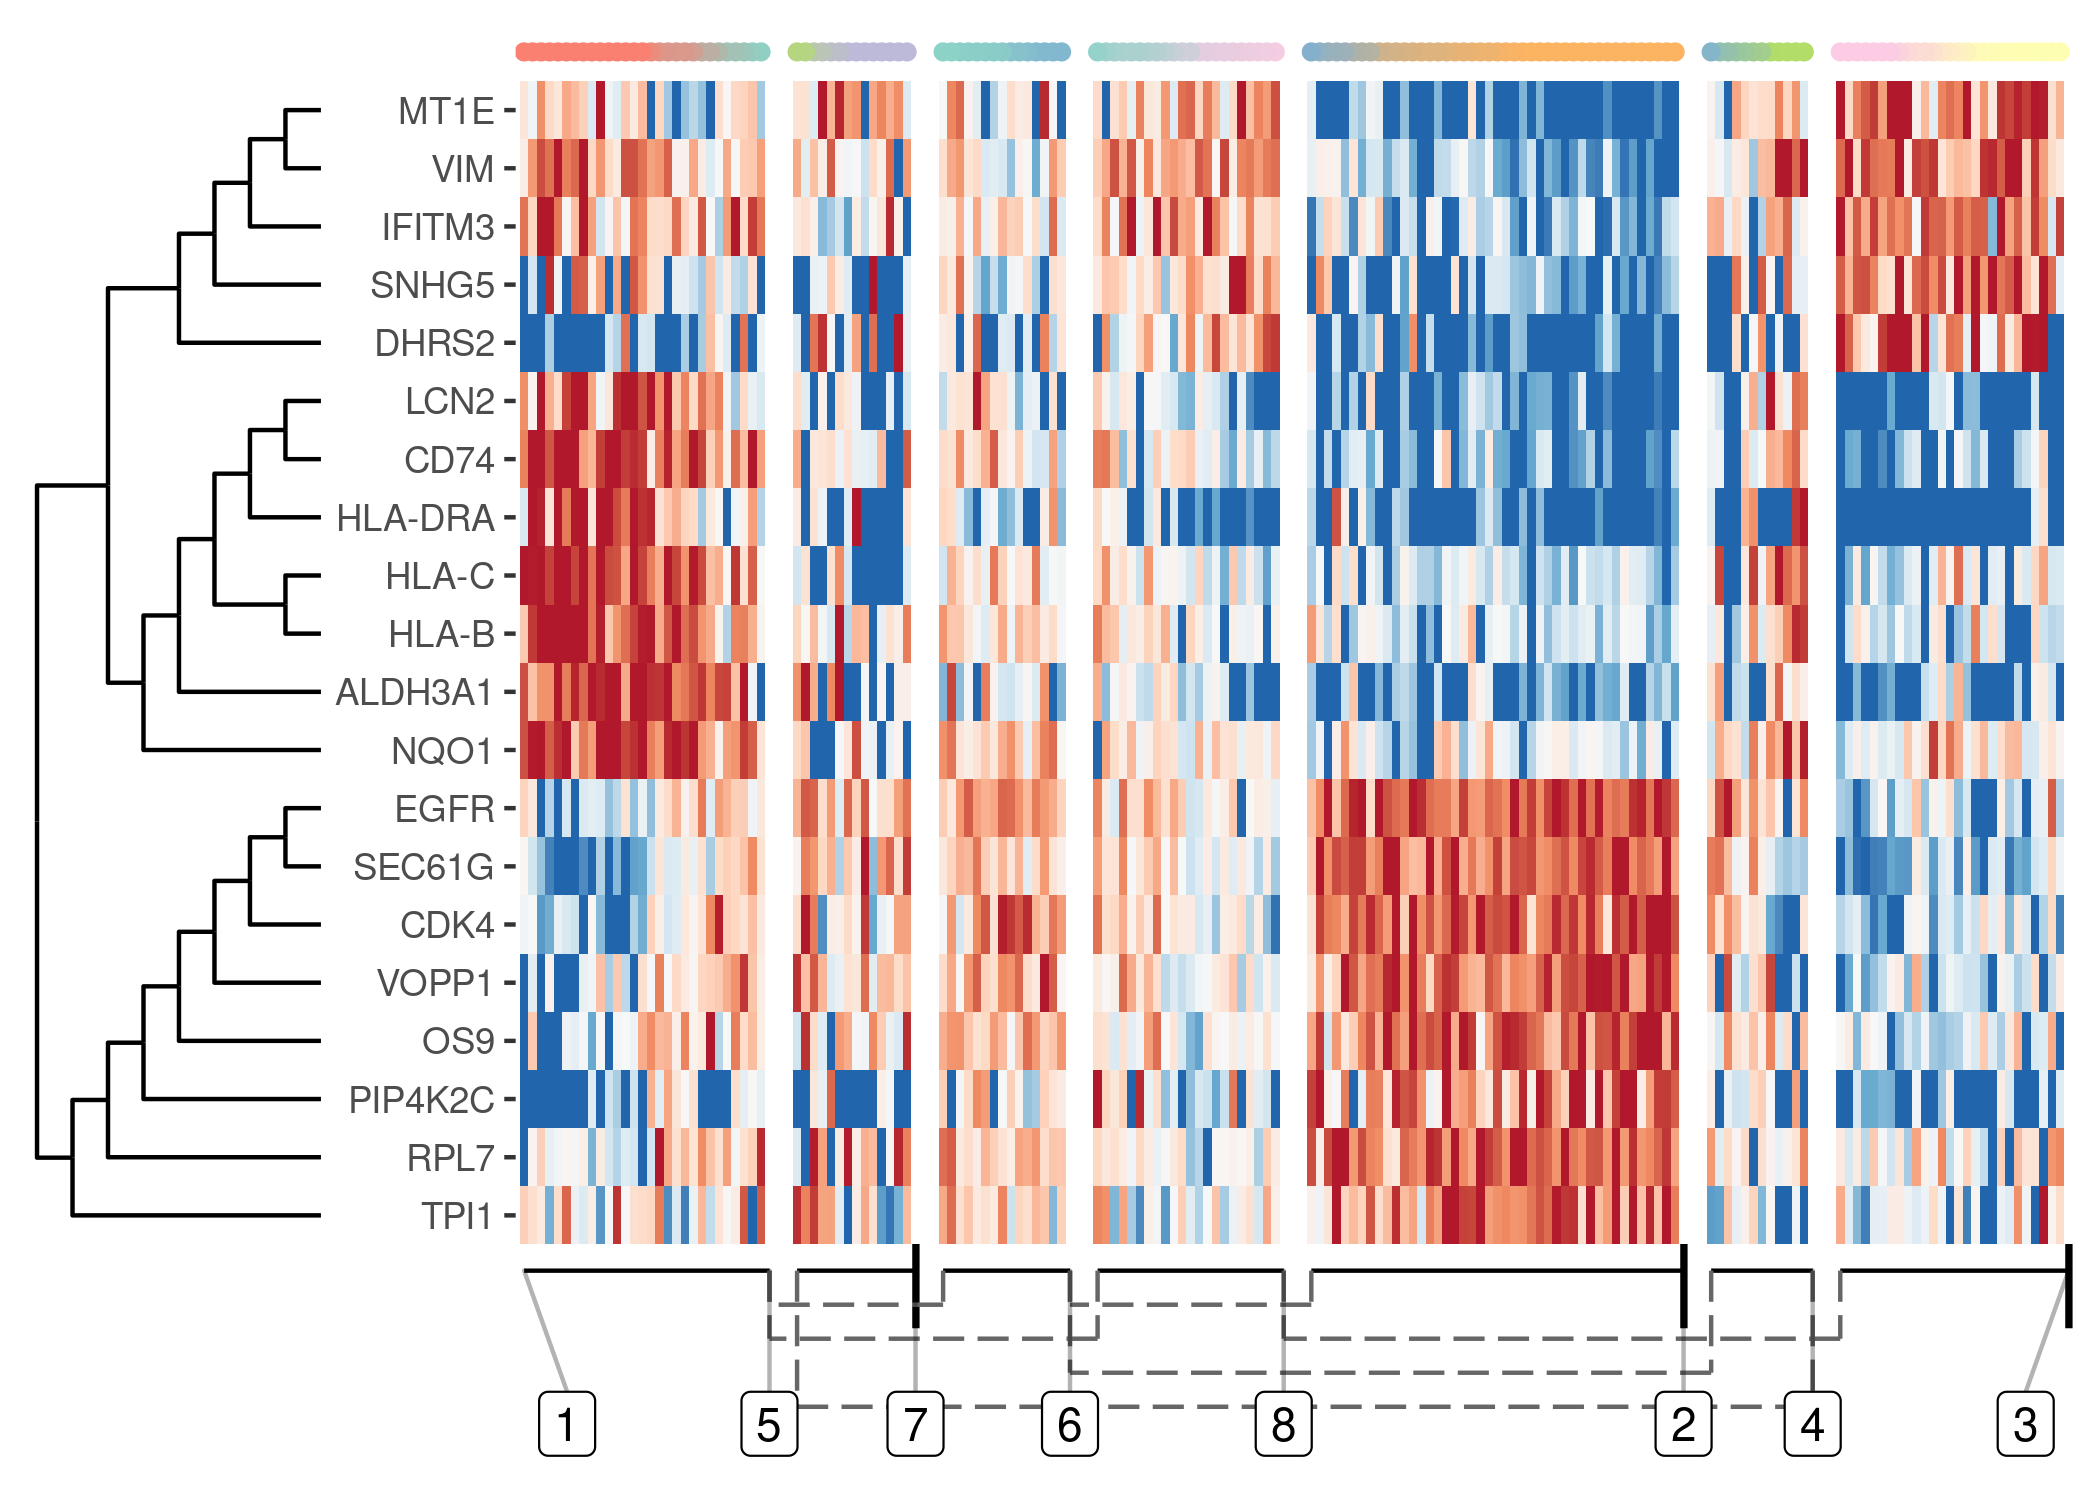 MT1E
VIM
IFITM3
SNHG5
DHRS2
LCN2
CD74
HLA-DRA
HLA-C
HLA-B
ALDH3A1
NQO1
EGFR
SEC61G
CDK4
VOPP1
OS9
PIP4K2C
RPL7
TPI1
1 5 7 6 8 2 4 3